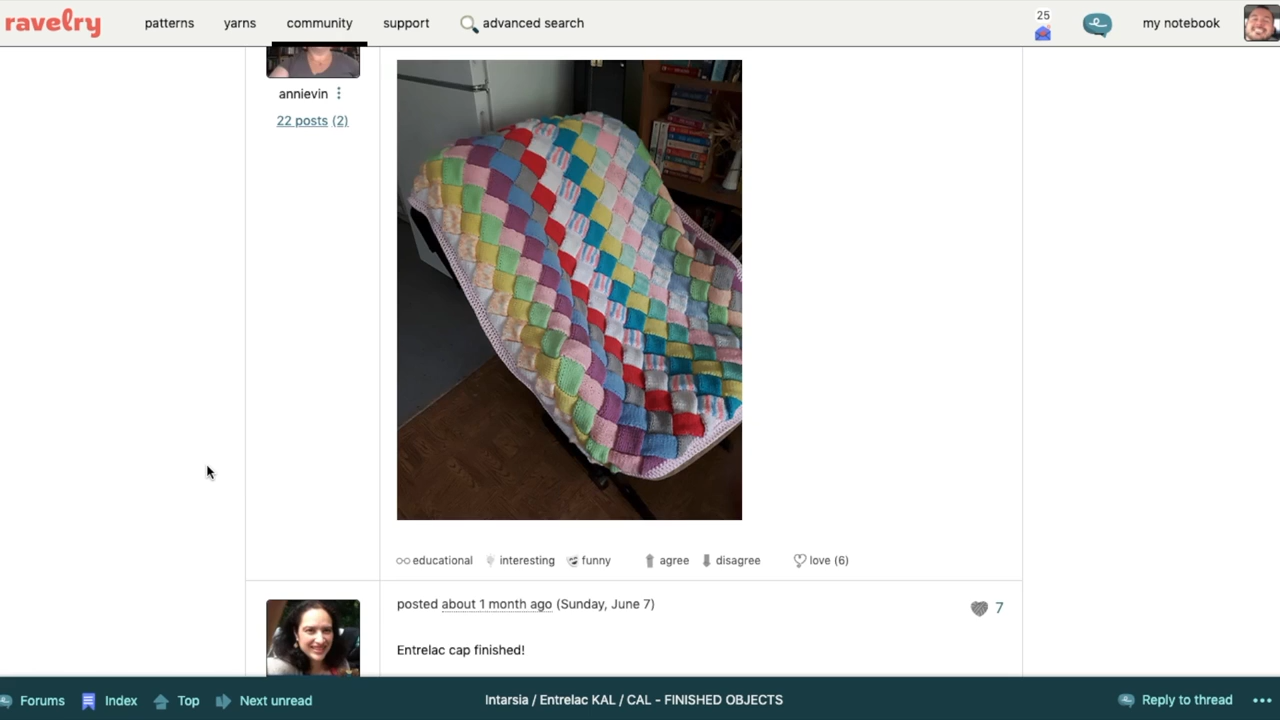 ravelry patterns yarns community support advanced search 25 my notebook
annievin
22 posts (2)
educational interesting funny agree disagree love (6)
posted about 1 month ago (Sunday, June 7) 7
Entrelac cap finished!
Forums Index Top Next unread Intarsia / Entrelac KAL / CAL - FINISHED OBJECTS Reply to thread